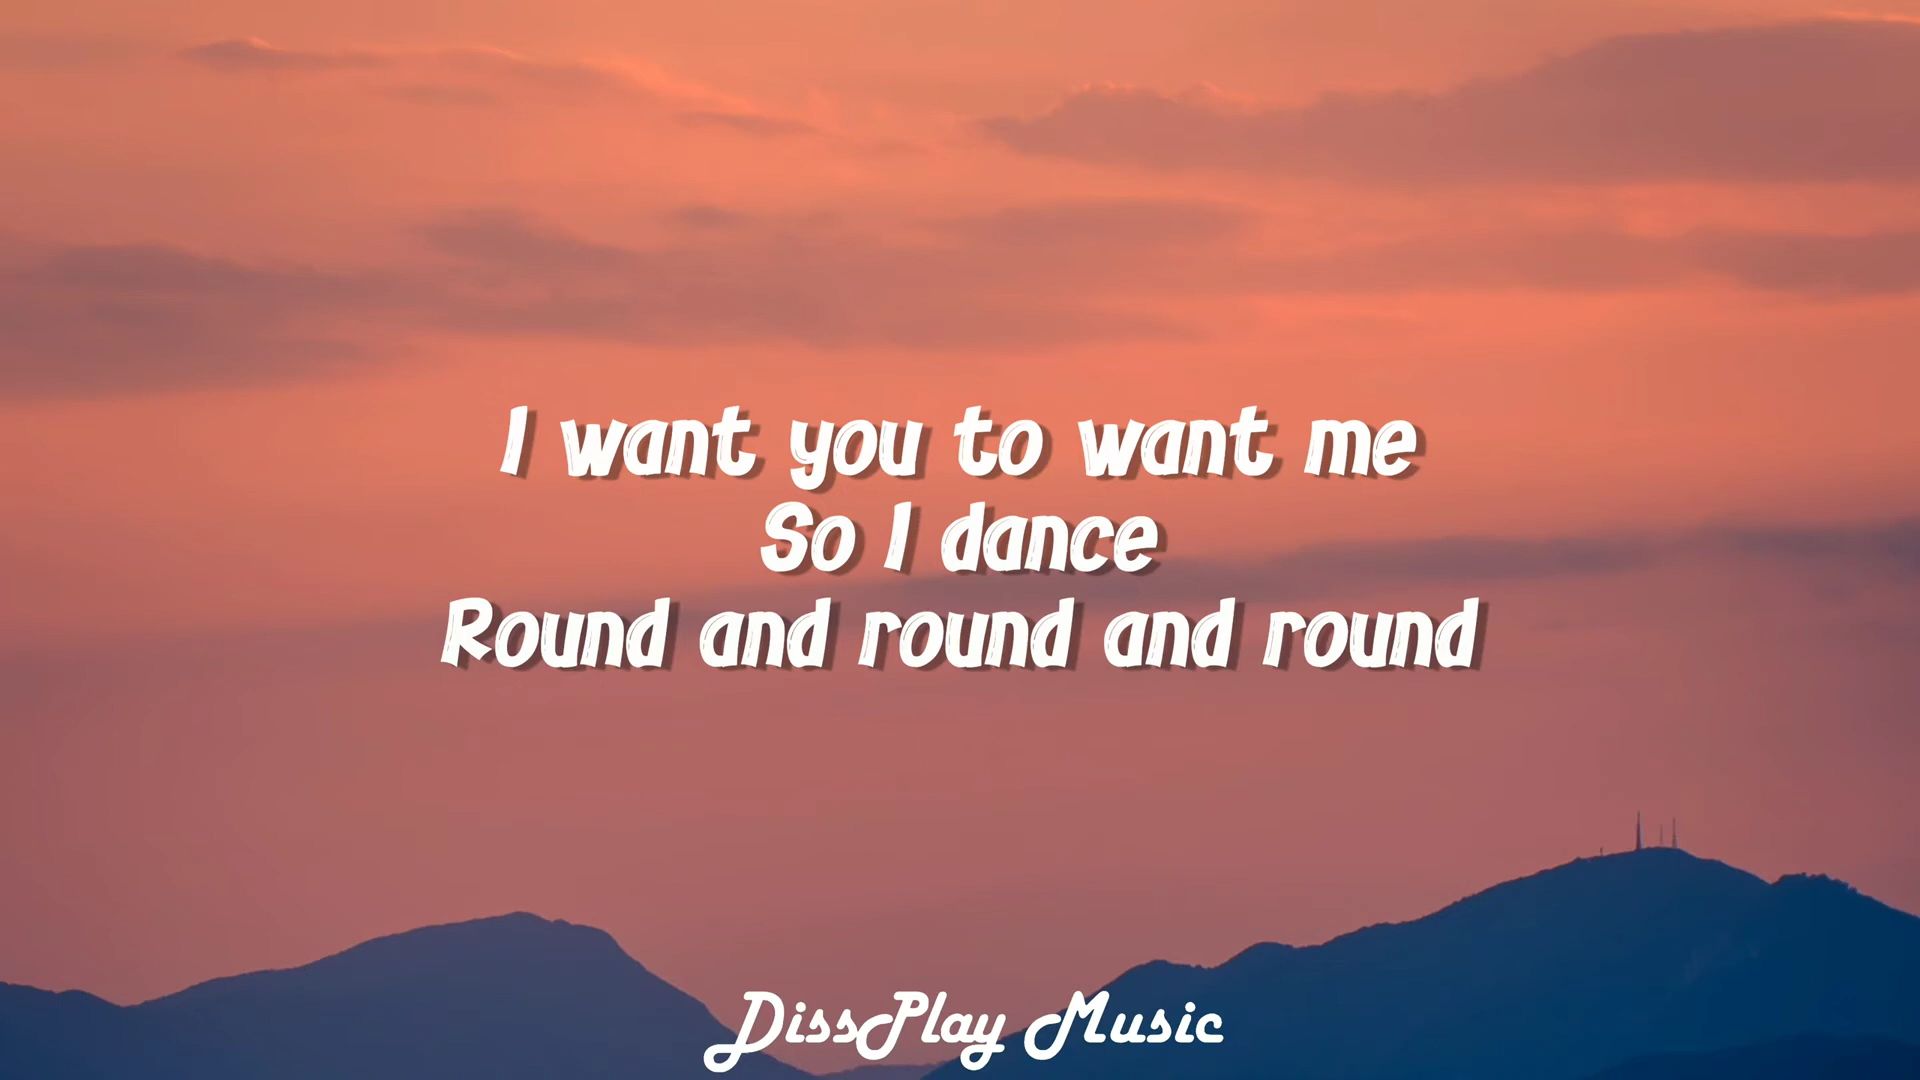 I want you to want me
So I dance
Round and round and round
DissPlay Music